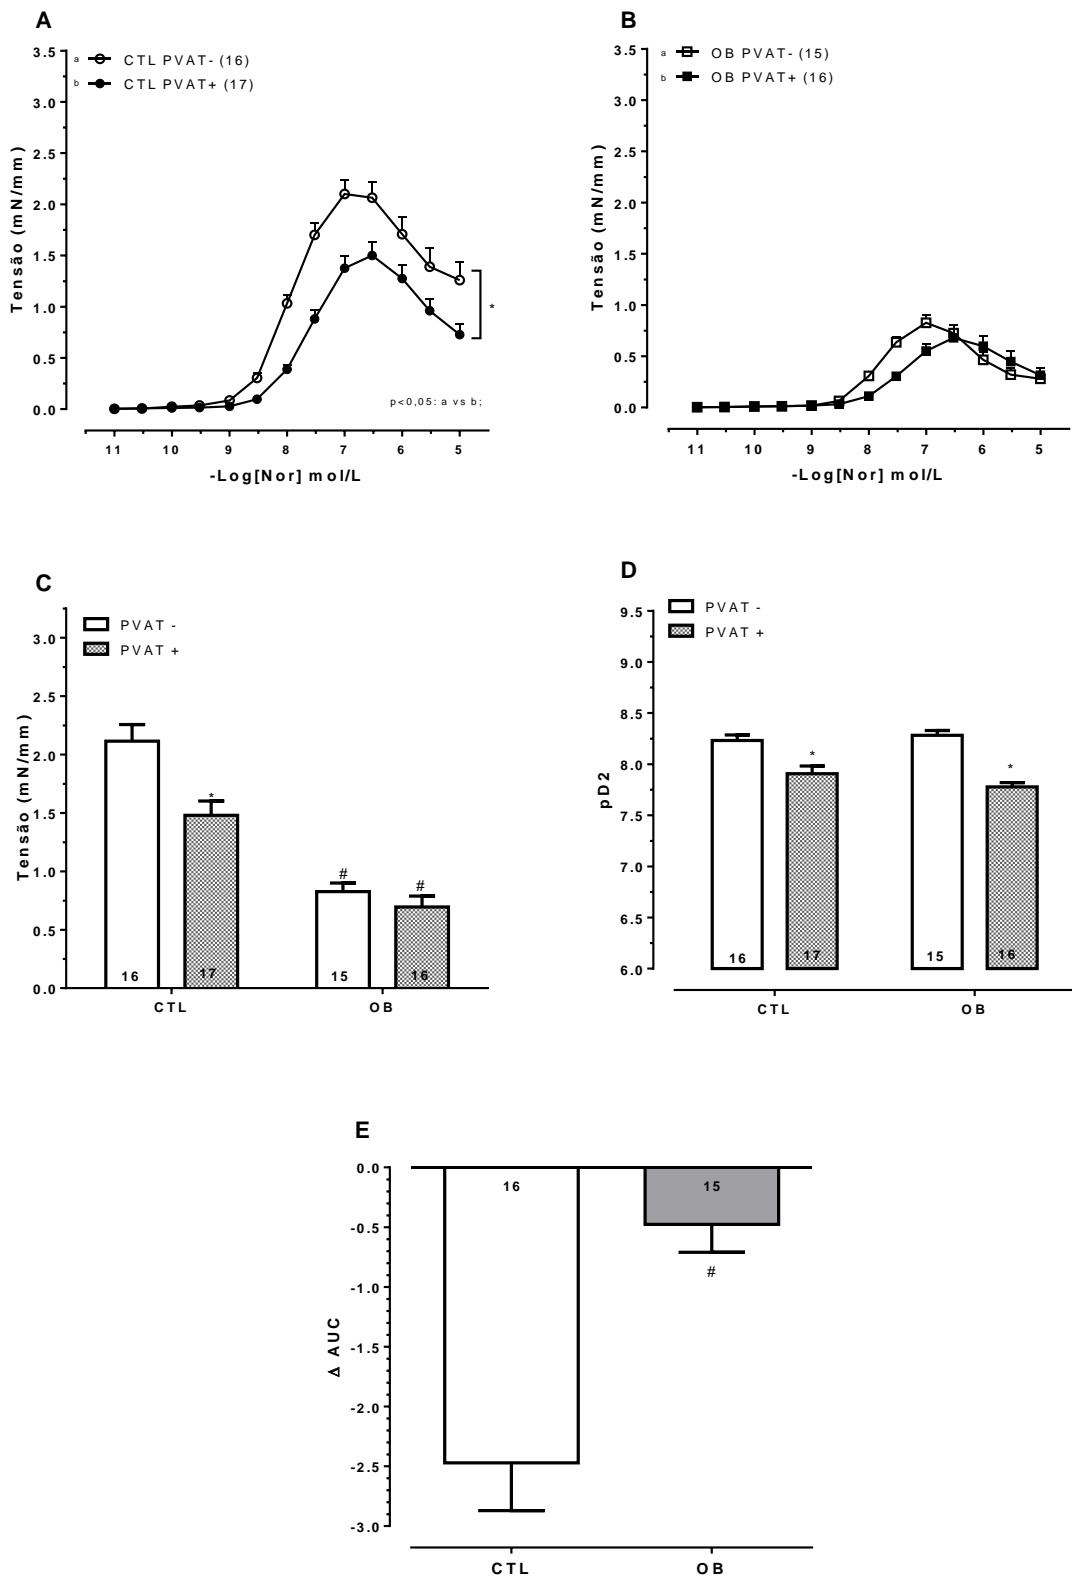 A
a CTL PVAT- (16)
b CTL PVAT+ (17)
3.5
3.0
2.5
2.0
1.5
1.0
0.5
0.0
Tensão (mN/mm)
*
p<0,05: a vs b;
11 10 9 8 7 6 5
-Log[Nor] mol/L
B
a OB PVAT- (15)
b OB PVAT+ (16)
3.5
3.0
2.5
2.0
1.5
1.0
0.5
0.0
Tensão (mN/mm)
11 10 9 8 7 6 5
-Log[Nor] mol/L
C
PVAT -
PVAT +
3.0
2.5
2.0
1.5
1.0
0.5
0.0
Tensão (mN/mm)
*
# #
16 17 15 16
CTL OB
D
PVAT -
PVAT +
9.5
9.0
8.5
8.0
7.5
7.0
6.5
6.0
pD2
* *
16 17 15 16
CTL OB
E
0.0
-0.5
-1.0
-1.5
-2.0
-2.5
-3.0
Δ AUC
16 15
#
CTL OB